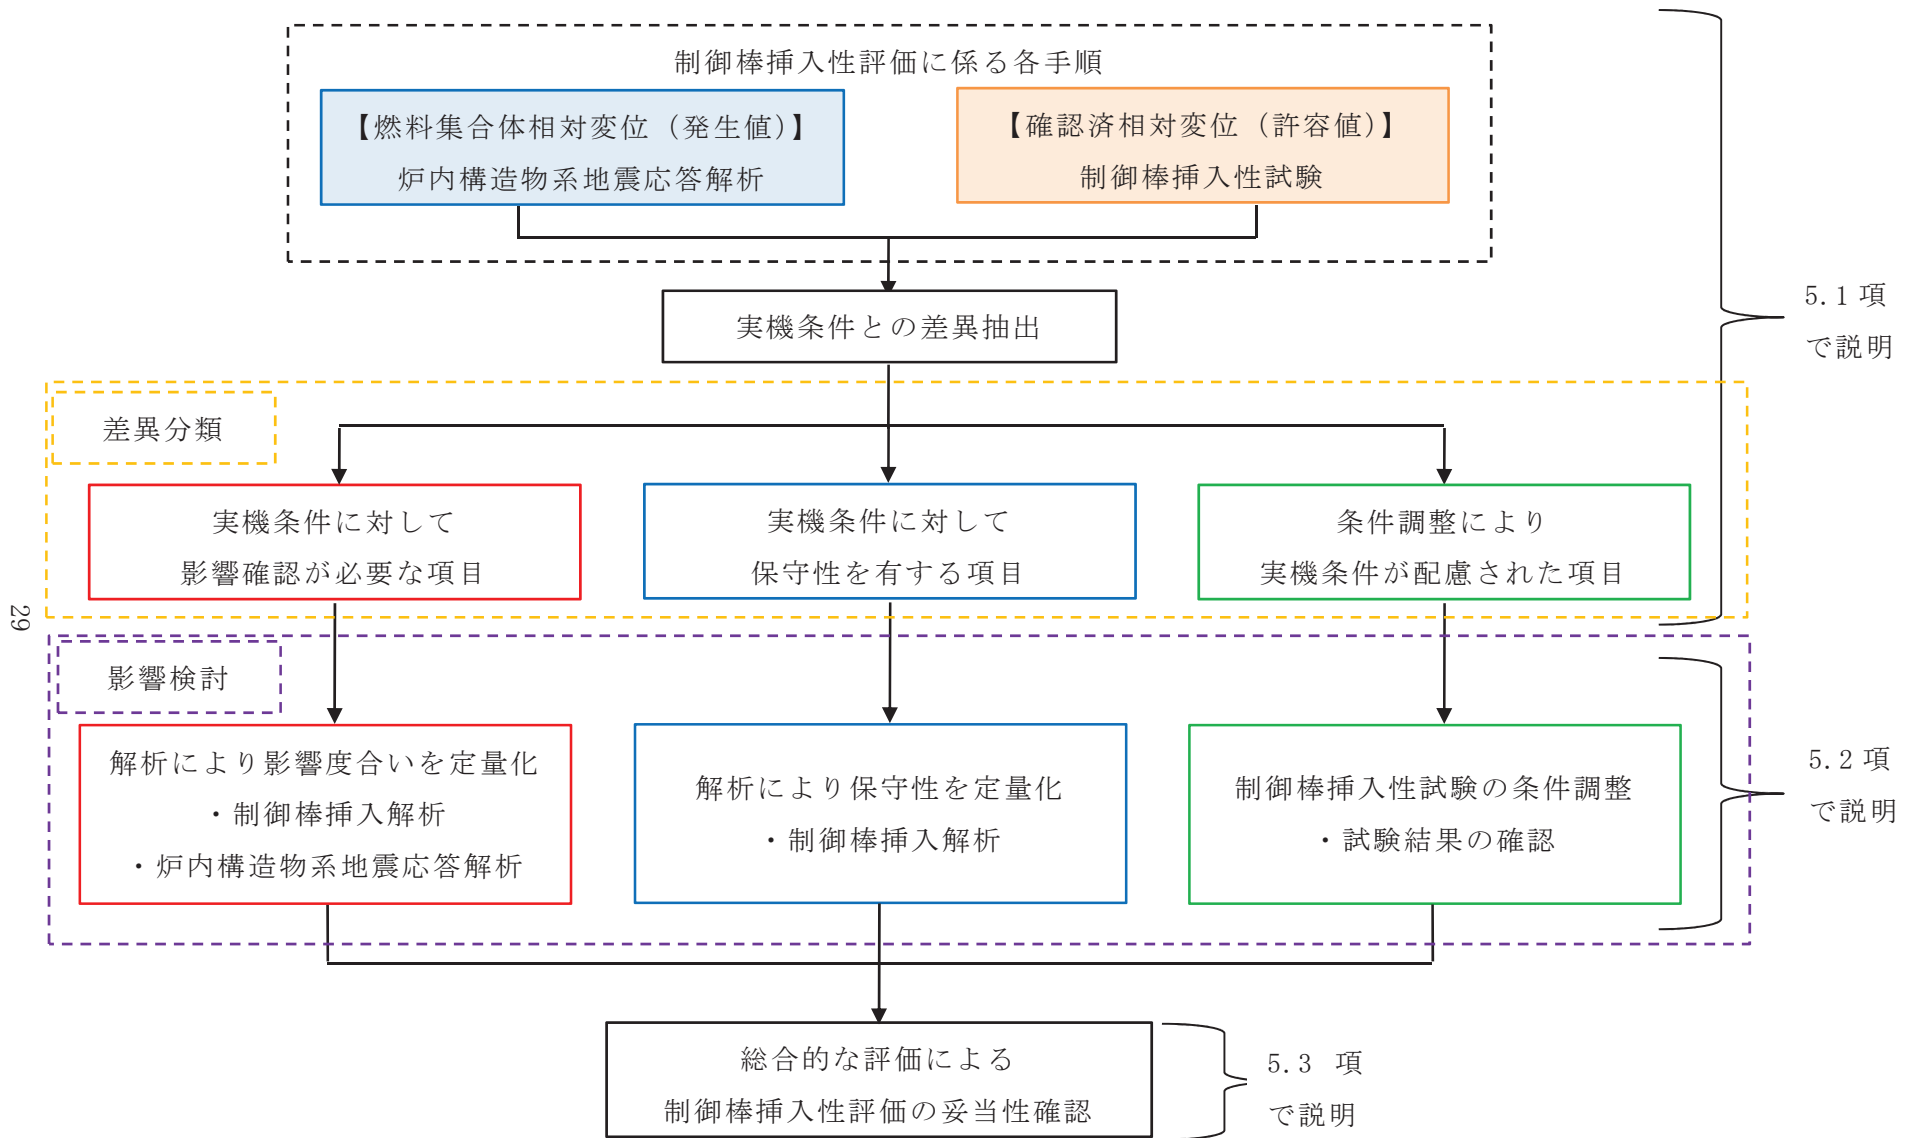 制御棒挿入性評価に係る各手順
【燃料集合体相対変位（発生値）】
炉内構造物系地震応答解析
【確認済相対変位（許容値）】
制御棒挿入性試験
実機条件との差異抽出
5.1項
で説明
差異分類
実機条件に対して
影響確認が必要な項目
実機条件に対して
保守性を有する項目
条件調整により
実機条件が配慮された項目
29
影響検討
解析により影響度合いを定量化
・制御棒挿入解析
・炉内構造物系地震応答解析
解析により保守性を定量化
・制御棒挿入解析
制御棒挿入性試験の条件調整
・試験結果の確認
5.2項
で説明
総合的な評価による
制御棒挿入性評価の妥当性確認
5.3 項
で説明